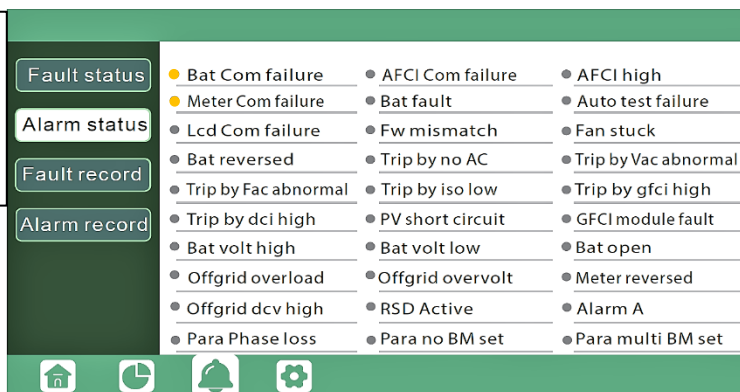 Fault status
Alarm status
Fault record
Alarm record
Bat Com failure AFCI Com failure AFCI high
Meter Com failure Bat fault Auto test failure
Lcd Com failure Fw mismatch Fan stuck
Bat reversed Trip by no AC Trip by Vac abnormal
Trip by Fac abnormal Trip by iso low Trip by gfci high
Trip by dci high PV short circuit GFCI module fault
Bat volt high Bat volt low Bat open
Offgrid overload Offgrid overvolt Meter reversed
Offgrid dcv high RSD Active Alarm A
Para Phase loss Para no BM set Para multi BM set